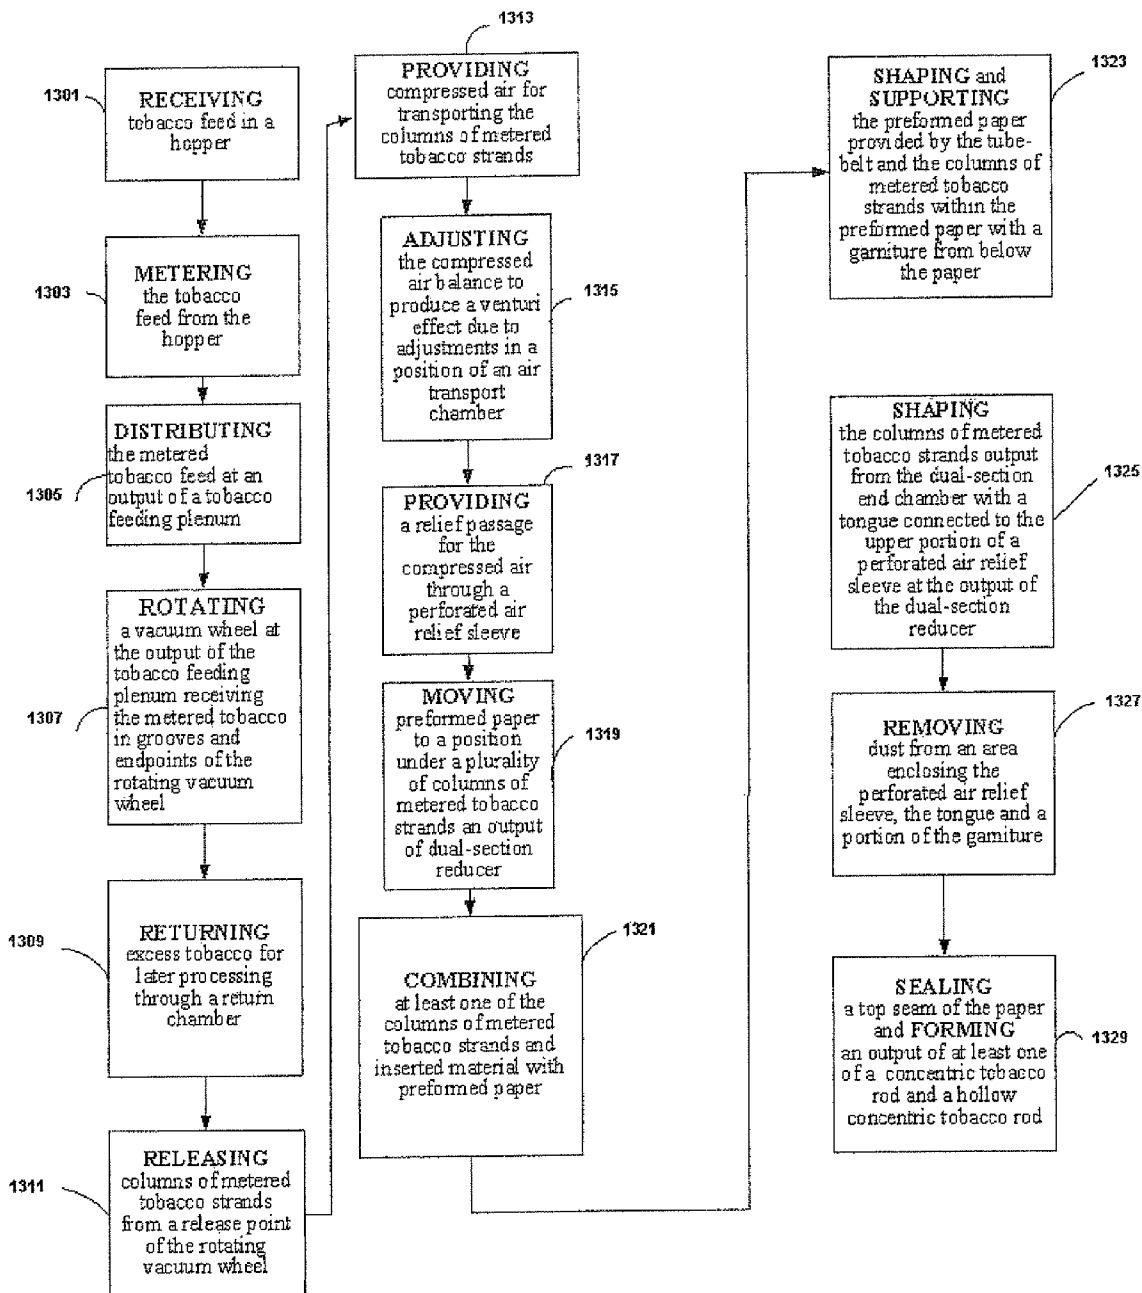 1301
RECEIVING
tobacco feed in a
hopper
1303
METERING
the tobacco
feed from the
hopper
1305
DISTRIBUTING
the metered
tobacco feed at an
output of a tobacco
feeding plenum
1307
ROTATING
a vacuum wheel at
the output of the
tobacco feeding
plenum receiving
the metered tobacco
in grooves and
endpoints of the
rotating vacuum
wheel
1309
RETURNING
excess tobacco for
later processing
through a return
chamber
1311
RELEASING
columns of metered
tobacco strands
from a release point
of the rotating
vacuum wheel
1313
PROVIDING
compressed air for
transporting the
columns of metered
tobacco strands
ADJUSTING
the compressed
air balance to
produce a venturi
effect due to
adjustments in a
position of an air
transport
chamber
1315
PROVIDING
a relief passage
for the
compressed air
through a
perforated air
relief sleeve
1317
MOVING
preformed paper
to a position
under a plurality
of columns of
metered tobacco
strands an output
of dual-section
reducer
1319
COMBINING
at least one of the
columns of metered
tobacco strands and
inserted material with
preformed paper
1321
SHAPING and
SUPPORTING
the preformed paper
provided by the tube-
belt and the columns
of metered tobacco
strands within the
preformed paper with a
garniture from below
the paper
1323
SHAPING
the columns of metered
tobacco strands output
from the dual-section
end chamber with a
tongue connected to the
upper portion of a
perforated air relief
sleeve at the output of
the dual-section
reducer
1325
REMOVING
dust from an area
enclosing the
perforated air relief
sleeve, the tongue and a
portion of the garniture
1327
SEALING
a top seam of the paper
and FORMING
an output of at least one
of a concentric tobacco
rod and a hollow
concentric tobacco rod
1329